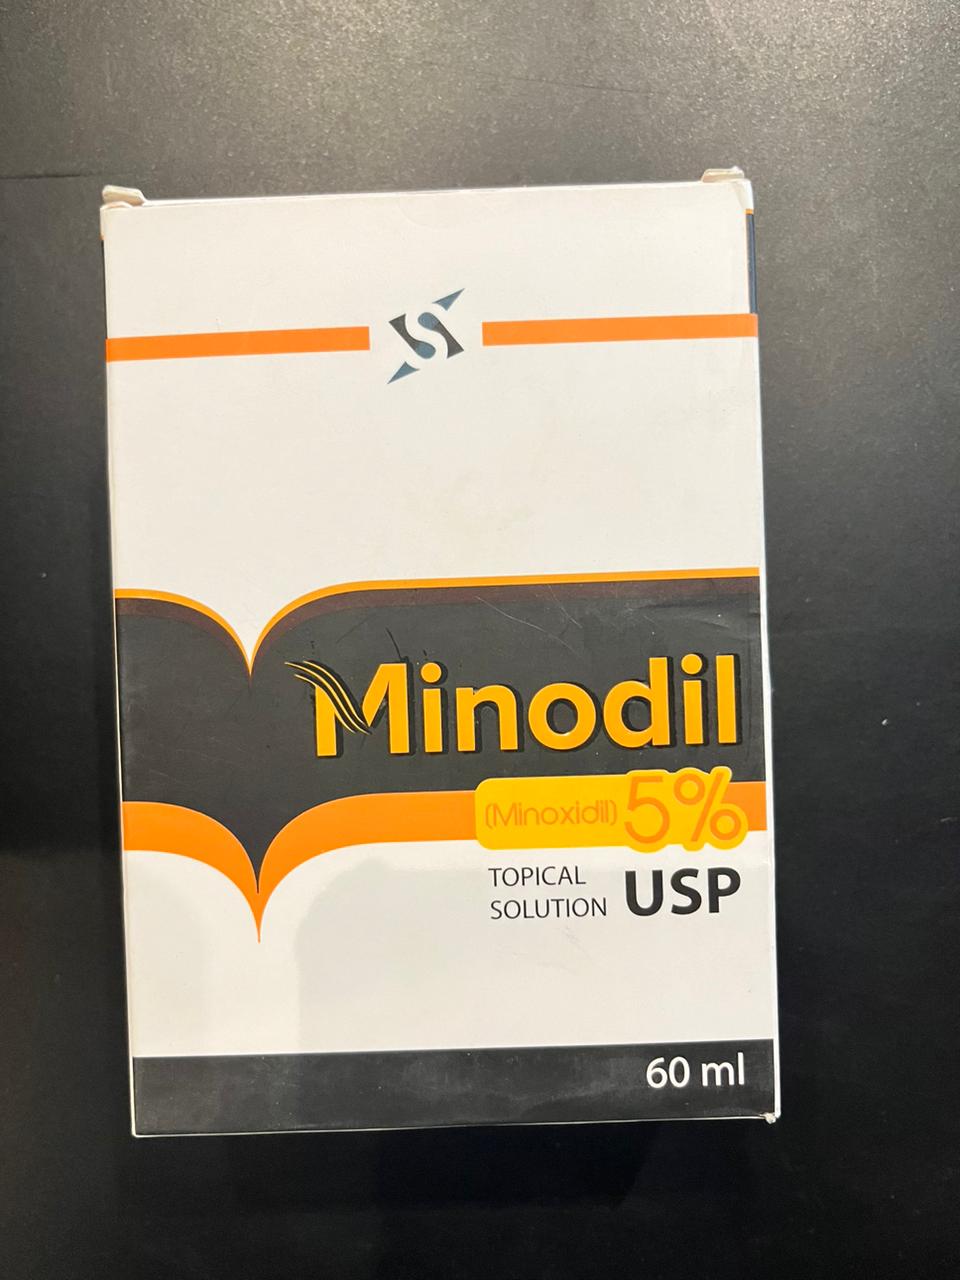 Minodil
(Minoxidil) 5%
TOPICAL
SOLUTION USP
60 ml